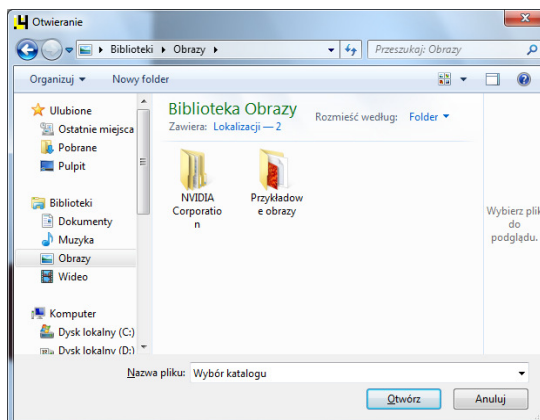 Otwieranie
Biblioteki Obrazy
Przeszukaj: Obrazy
Organizuj Nowy folder
Ulubione
Ostatnie miejsca
Pobrane
Pulpit
Biblioteki
Dokumenty
Muzyka
Obrazy
Wideo
Komputer
Dysk lokalny (C:)
Dysk lokalny (D:)
Biblioteka Obrazy
Zawiera: Lokalizacji — 2
Rozmieść według: Folder
NVIDIA
Corporatio
n
Przykładow
e obrazy
Wybierz plik
do
podglądu.
Nazwa pliku: Wybór katalogu
Otwórz Anuluj